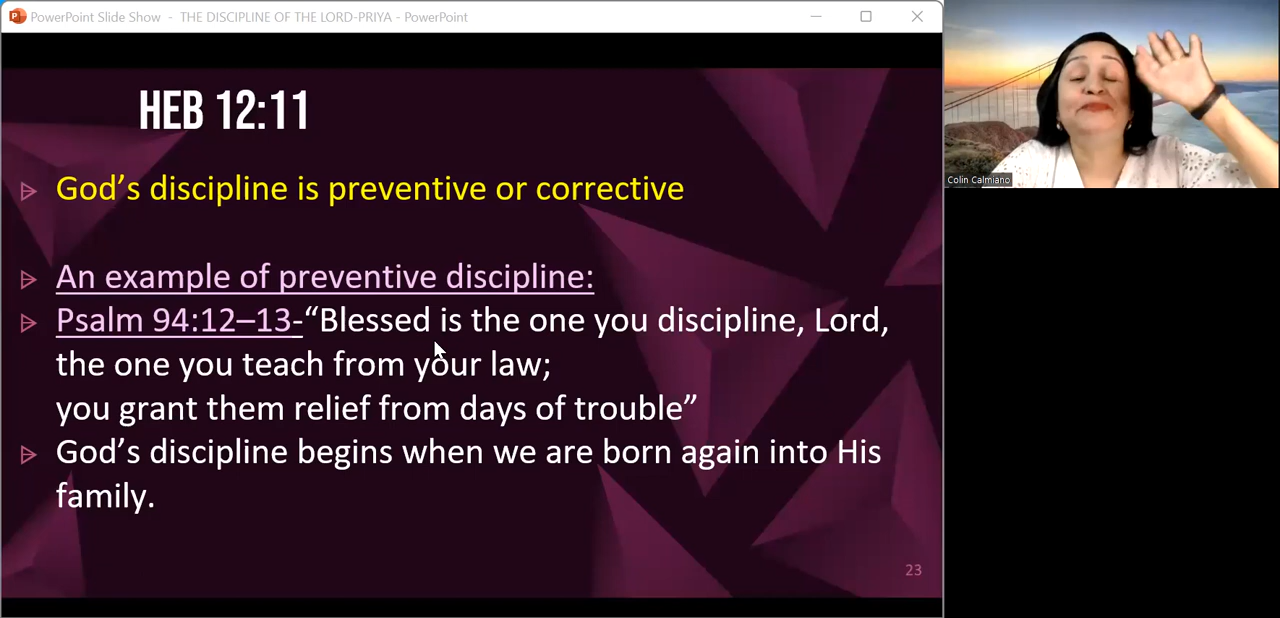 PowerPoint Slide Show - THE DISCIPLINE OF THE LORD-PRIYA - PowerPoint
HEB 12:11
God’s discipline is preventive or corrective
An example of preventive discipline:
Psalm 94:12–13-“Blessed is the one you discipline, Lord,
the one you teach from your law;
you grant them relief from days of trouble”
God’s discipline begins when we are born again into His
family.
23
Colin Calmiano